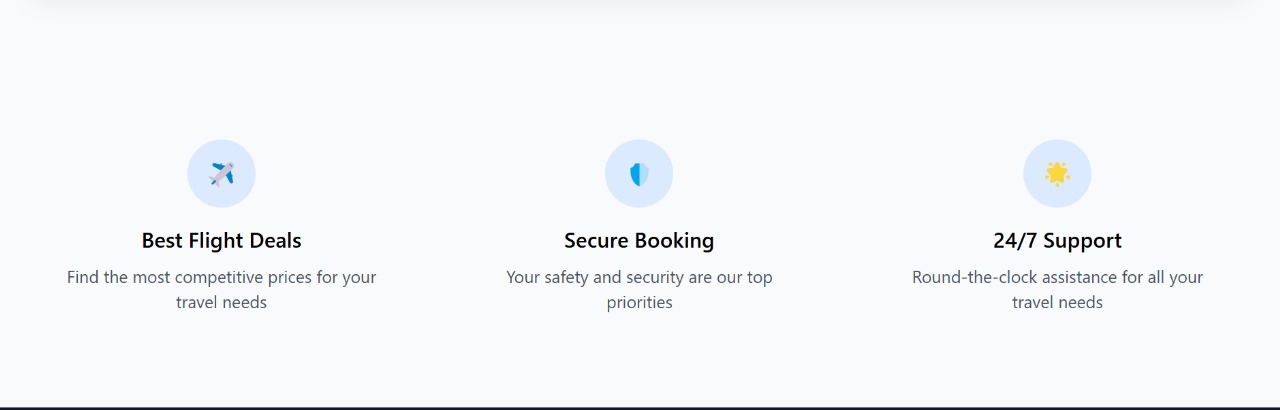 Best Flight Deals
Find the most competitive prices for your
travel needs
Secure Booking
Your safety and security are our top
priorities
24/7 Support
Round-the-clock assistance for all your
travel needs